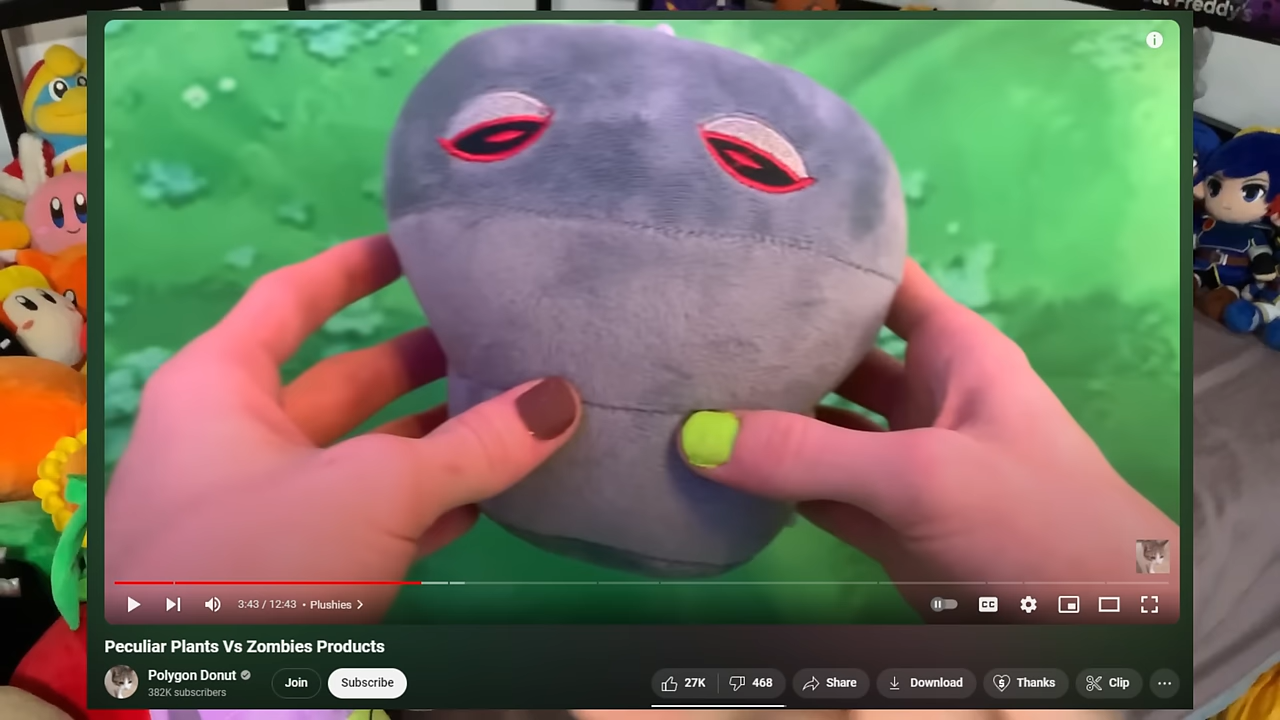 Freddy's
3:43 / 12:43 • Plushies >
CC
Peculiar Plants Vs Zombies Products
Polygon Donut
382K subscribers
Join
Subscribe
27K
468
Share
Download
Thanks
Clip